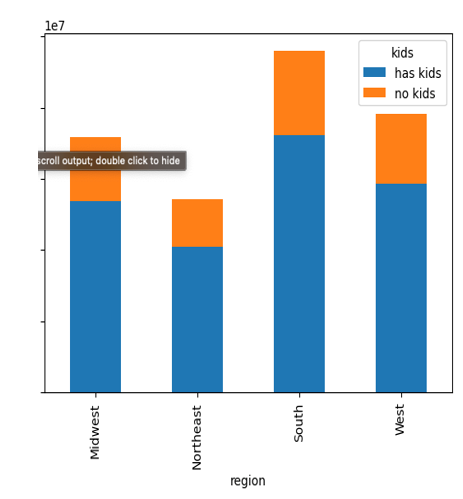 1e7
kids
has kids
no kids
scroll output; double click to hide
Midwest
Northeast
South
West
region